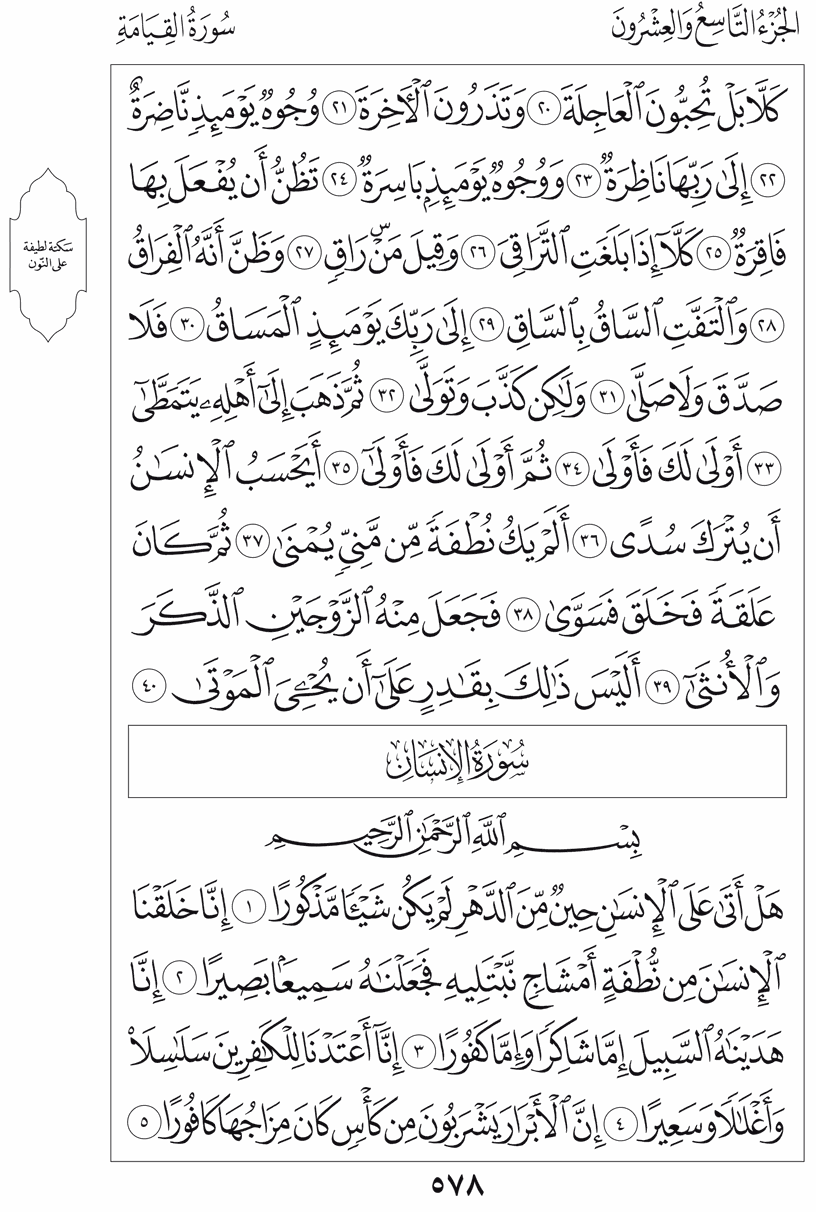 الجُزْءُ التَّاسِعُ وَالعِشْرُونَ
سُورَةُ القِيَامَةِ
كَلَّا بَلْ تُحِبُّونَ ٱلْعَاجِلَةَ ٢٠ وَتَذَرُونَ ٱلْأَخِرَةَ ٢١ وُجُوهٌ يَوْمَئِذٍ نَّاضِرَةٌ
٢٢ إِلَىٰ رَبِّهَا نَاظِرَةٌ ٢٣ وَوُجُوهٌ يَوْمَئِذٍ بَاسِرَةٌ ٢٤ تَظُنُّ أَن يُفْعَلَ بِهَا
فَاقِرَةٌ ٢٥ كَلَّآ إِذَا بَلَغَتِ ٱلتَّرَاقِىَ ٢٦ وَقِيلَ مَنْۜ رَاقٍ ٢٧ وَظَنَّ أَنَّهُ ٱلْفِرَاقُ
٢٨ وَٱلْتَفَّتِ ٱلسَّاقُ بِٱلسَّاقِ ٢٩ إِلَىٰ رَبِّكَ يَوْمَئِذٍ ٱلْمَسَاقُ ٣٠ فَلَا
صَدَّقَ وَلَا صَلَّىٰ ٣١ وَلَٰكِن كَذَّبَ وَتَوَلَّىٰ ٣٢ ثُمَّ ذَهَبَ إِلَىٰٓ أَهْلِهِۦ يَتَمَطَّىٰٓ
٣٣ أَوْلَىٰ لَكَ فَأَوْلَىٰ ٣٤ ثُمَّ أَوْلَىٰ لَكَ فَأَوْلَىٰٓ ٣٥ أَيَحْسَبُ ٱلْإِنسَٰنُ
أَن يُتْرَكَ سُدًى ٣٦ أَلَمْ يَكُ نُطْفَةً مِّن مَّنِىٍّ يُمْنَىٰ ٣٧ ثُمَّ كَانَ
عَلَقَةً فَخَلَقَ فَسَوَّىٰ ٣٨ فَجَعَلَ مِنْهُ ٱلزَّوْجَيْنِ ٱلذَّكَرَ
وَٱلْأُنثَىٰٓ ٣٩ أَلَيْسَ ذَٰلِكَ بِقَٰدِرٍ عَلَىٰٓ أَن يُحْـِۧىَ ٱلْمَوْتَىٰ ٤٠
سُورَةُ الإِنسَانِ
بِسْمِ ٱللَّهِ ٱلرَّحْمَٰنِ ٱلرَّحِيمِ
هَلْ أَتَىٰ عَلَى ٱلْإِنسَٰنِ حِينٌ مِّنَ ٱلدَّهْرِ لَمْ يَكُن شَيْـًٔا مَّذْكُورًا ١ إِنَّا خَلَقْنَا
ٱلْإِنسَٰنَ مِن نُّطْفَةٍ أَمْشَاجٍ نَّبْتَلِيهِ فَجَعَلْنَٰهُ سَمِيعًۢا بَصِيرًا ٢ إِنَّا
هَدَيْنَٰهُ ٱلسَّبِيلَ إِمَّا شَاكِرًا وَإِمَّا كَفُورًا ٣ إِنَّآ أَعْتَدْنَا لِلْكَٰفِرِينَ سَلَٰسِلَا۟
وَأَغْلَٰلًا وَسَعِيرًا ٤ إِنَّ ٱلْأَبْرَارَ يَشْرَبُونَ مِن كَأْسٍ كَانَ مِزَاجُهَا كَافُورًا ٥
سكتة لطيفة
على النون
٥٧٨